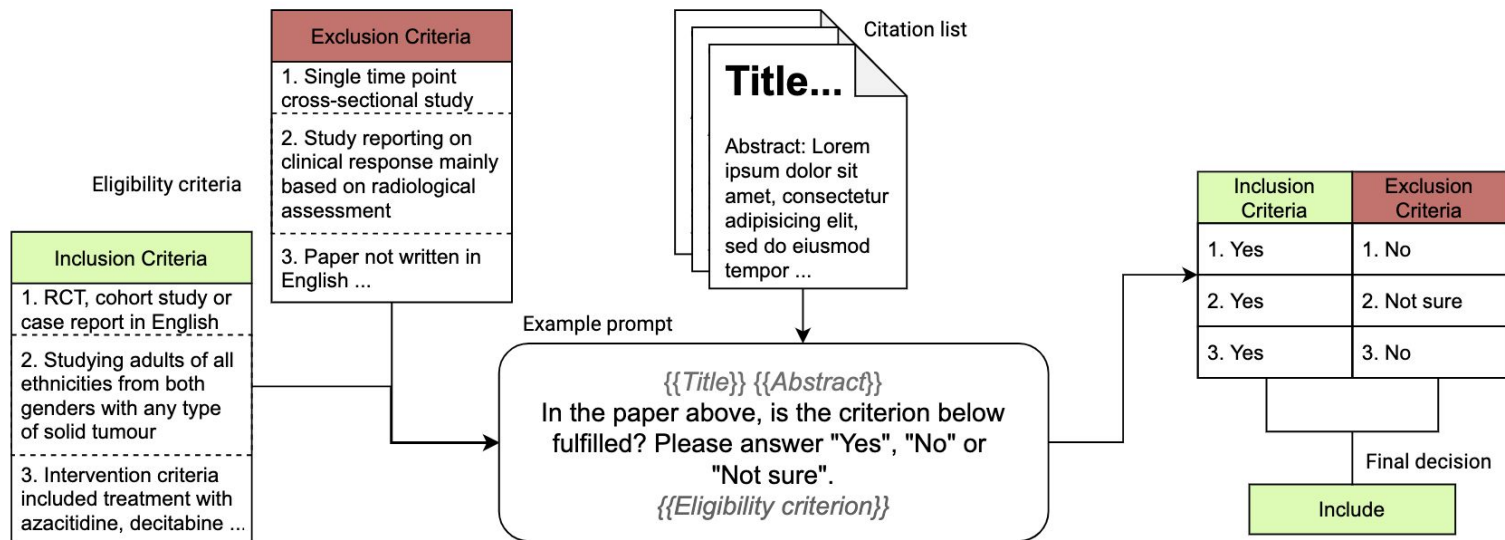 Exclusion Criteria
1. Single time point
cross-sectional study
2. Study reporting on
clinical response mainly
based on radiological
assessment
3. Paper not written in
English ...
Eligibility criteria
Inclusion Criteria
1. RCT, cohort study or
case report in English
2. Studying adults of all
ethnicities from both
genders with any type
of solid tumour
3. Intervention criteria
included treatment with
azacitidine, decitabine ...
Citation list
Title...
Abstract: Lorem
ipsum dolor sit
amet, consectetur
adipisicing elit,
sed do eiusmod
tempor ...
Example prompt
{{Title}} {{Abstract}}
In the paper above, is the criterion below
fulfilled? Please answer "Yes", "No" or
"Not sure".
{{Eligibility criterion}}
Inclusion
Criteria
Exclusion
Criteria
1. Yes
1. No
2. Yes
2. Not sure
3. Yes
3. No
Final decision
Include